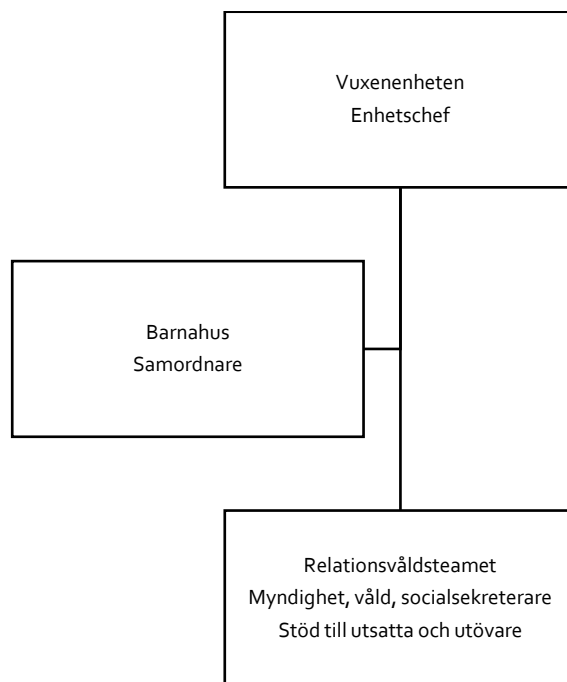 Vuxenenheten
Enhetschef
Barnahus
Samordnare
Relationsvåldsteamet
Myndighet, våld, socialsekreterare
Stöd till utsatta och utövare